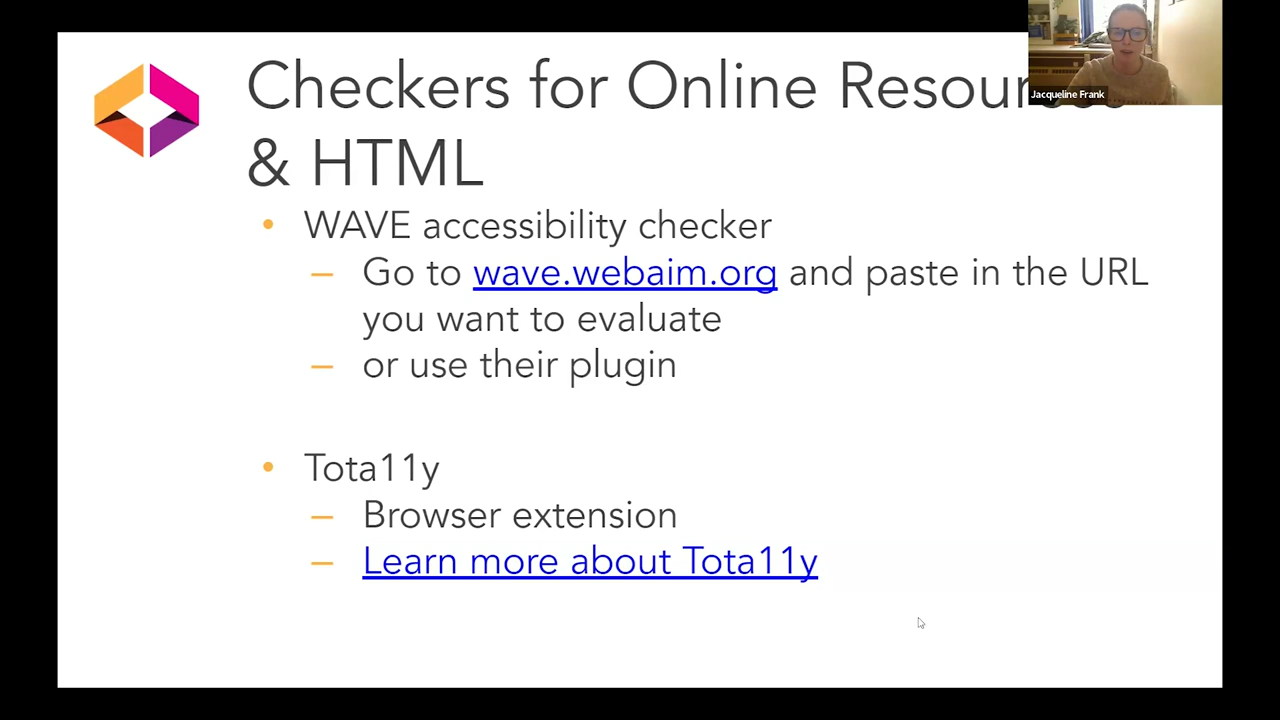 Checkers for Online
& HTML
Jacqueline Frank
• WAVE accessibility checker
– Go to wave.webaim.org and paste in the URL
you want to evaluate
– or use their plugin
• Tota11y
– Browser extension
– Learn more about Tota11y